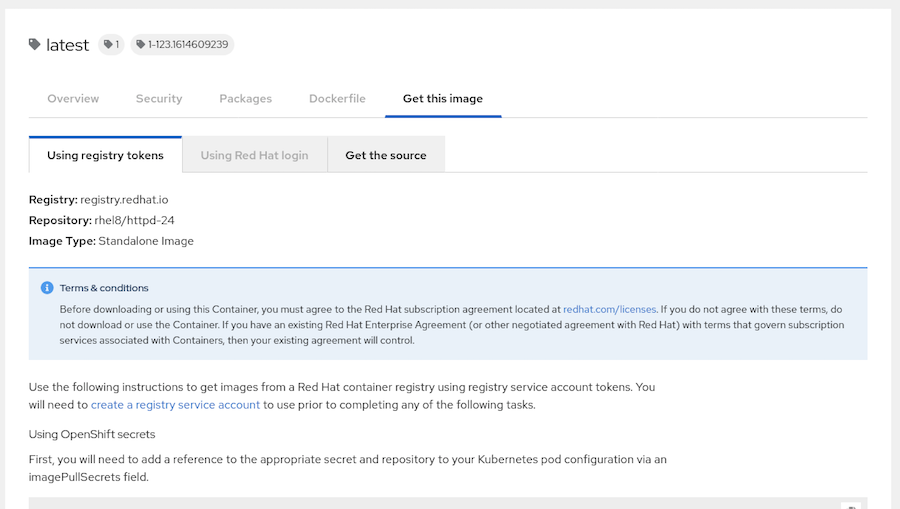 latest 1 1-123.1614609239
Overview Security Packages Dockerfile Get this image
Using registry tokens Using Red Hat login Get the source
Registry: registry.redhat.io
Repository: rhel8/httpd-24
Image Type: Standalone Image
Terms & conditions
Before downloading or using this Container, you must agree to the Red Hat subscription agreement located at redhat.com/licenses. If you do not agree with these terms, do
not download or use the Container. If you have an existing Red Hat Enterprise Agreement (or other negotiated agreement with Red Hat) with terms that govern subscription
services associated with Containers, then your existing agreement will control.
Use the following instructions to get images from a Red Hat container registry using registry service account tokens. You
will need to create a registry service account to use prior to completing any of the following tasks.
Using OpenShift secrets
First, you will need to add a reference to the appropriate secret and repository to your Kubernetes pod configuration via an
imagePullSecrets field.